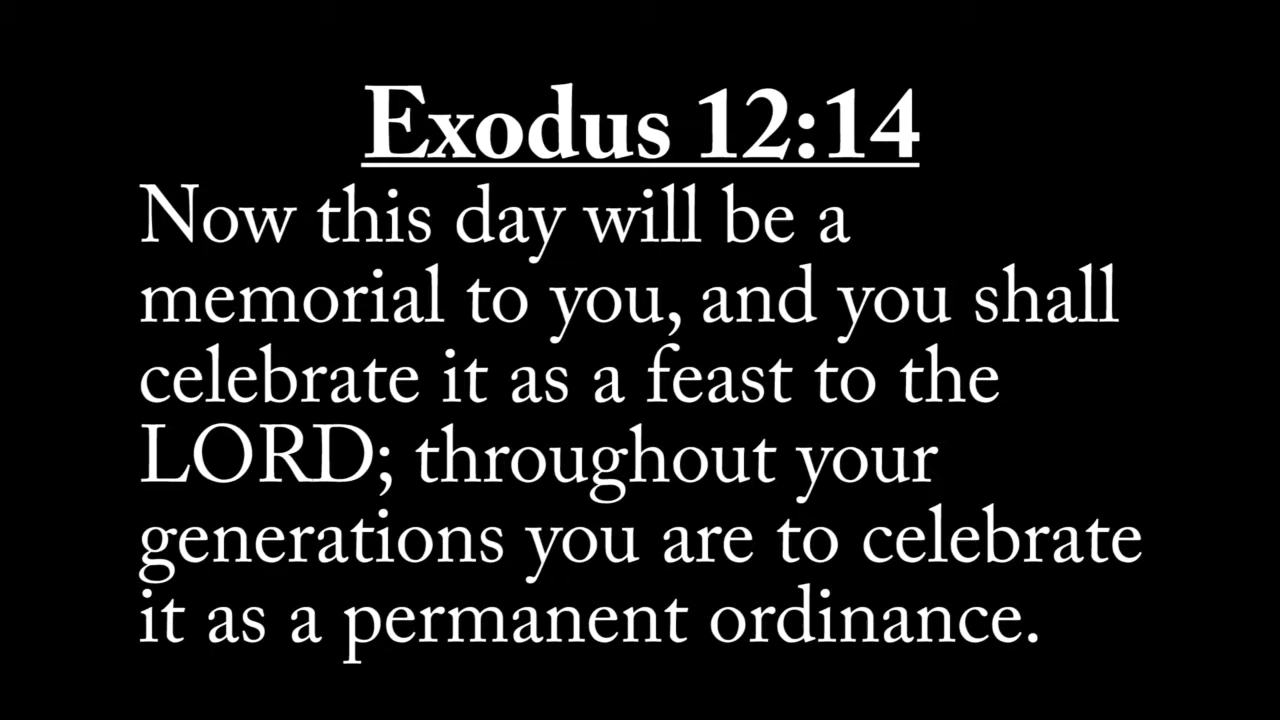 Exodus 12:14
Now this day will be a
memorial to you, and you shall
celebrate it as a feast to the
LORD; throughout your
generations you are to celebrate
it as a permanent ordinance.